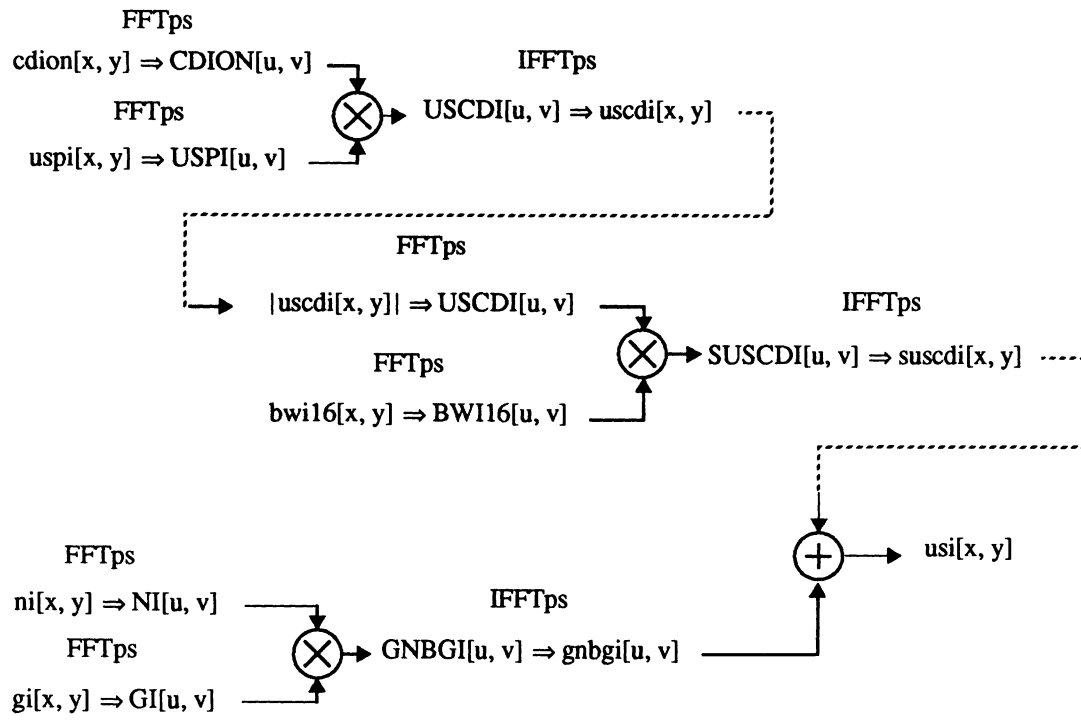 FFTps
cdion[x, y] ⇒ CDION[u, v]
IFFTps
FFTps
USCDI[u, v] ⇒ uscdi[x, y]
uspi[x, y] ⇒ USPI[u, v]
FFTps
|uscdi[x, y]| ⇒ USCDI[u, v]
IFFTps
FFTps
SUSCDI[u, v] ⇒ suscdi[x, y]
bwi16[x, y] ⇒ BWI16[u, v]
usi[x, y]
FFTps
ni[x, y] ⇒ NI[u, v]
IFFTps
FFTps
GNBGI[u, v] ⇒ gnbgi[u, v]
gi[x, y] ⇒ GI[u, v]